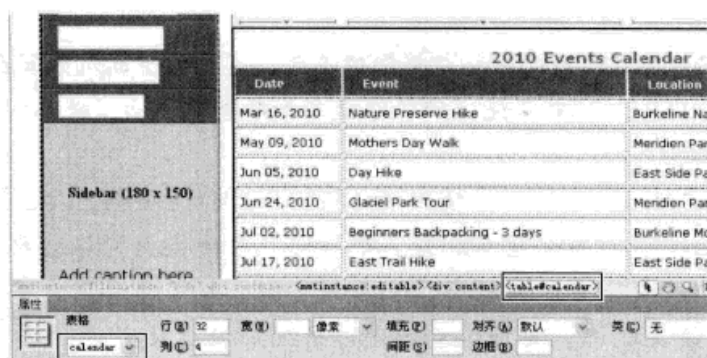 2010 Events Calendar
Date Event Location
Mar 16, 2010 Nature Preserve Hike Burkeline Na
May 09, 2010 Mothers Day Walk Meridien Par
Jun 05, 2010 Day Hike East Side Pa
Sidebar (180 x 150)
Jun 24, 2010 Glaciel Park Tour Meridien Par
Jul 02, 2010 Beginners Backpacking - 3 days Burkeline Mo
Jul 17, 2010 East Trail Hike East Side Pa
Add caption here
<mmtinstance:editable> <div content> <table#calendar>
属性
表格 行(R) 32 宽(W) 像素 填充(P) 对齐(A) 默认 类(C) 无
calendar 列(C) 4 间距(S) 边框(B)